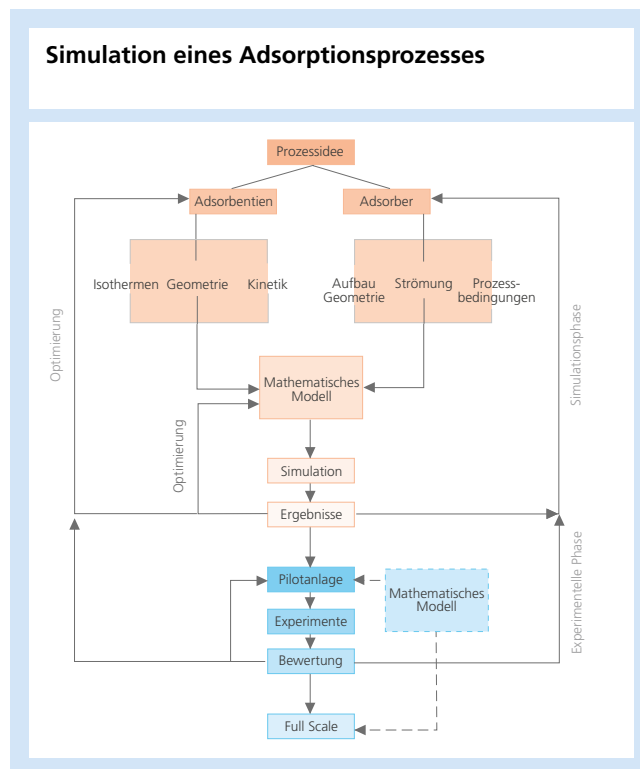 Simulation eines Adsorptionsprozesses
Prozessidee
Adsorbentien
Adsorber
Isothermen
Geometrie
Kinetik
Aufbau
Geometrie
Strömung
Prozess-
bedingungen
Optimierung
Simulationsphase
Mathematisches
Modell
Optimierung
Simulation
Ergebnisse
Pilotanlage
Mathematisches
Modell
Experimentelle Phase
Experimente
Bewertung
Full Scale